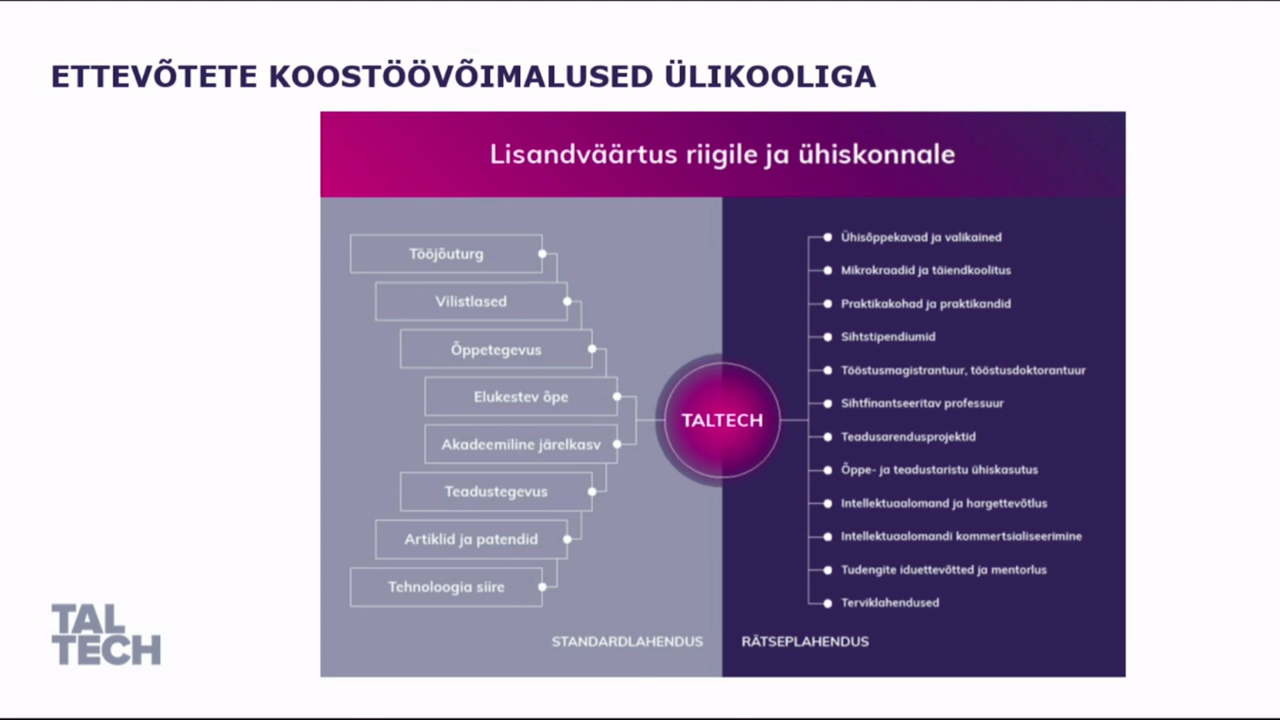 ETTEVÕTETE KOOSTÖÖVÕIMALUSED ÜLIKOOLIGA
Lisandväärtus riigile ja ühiskonnale
Tööjõuturg
Vilistlased
Õppetegevus
Elukestev õpe
Akadeemiline järelkasv
Teadustegevus
Artiklid ja patendid
Tehnoloogia siire
STANDARDLAHENDUS
TALTECH
Ühisõppekavad ja valikained
Mikrokraadid ja täiendkoolitus
Praktikakohad ja praktikandid
Sihtstipendiumid
Tööstusmagistrantuur, tööstusdoktorantuur
Sihtfinantseeritav professuur
Teadusarendusprojektid
Õppe- ja teadustaristu ühiskasutus
Intellektuaalomand ja hargettevõtlus
Intellektuaalomandi kommertsialiseerimine
Tudengite iduettevõtted ja mentorlus
Terviklahendused
RÄTSEPLAHENDUS
TAL
TECH